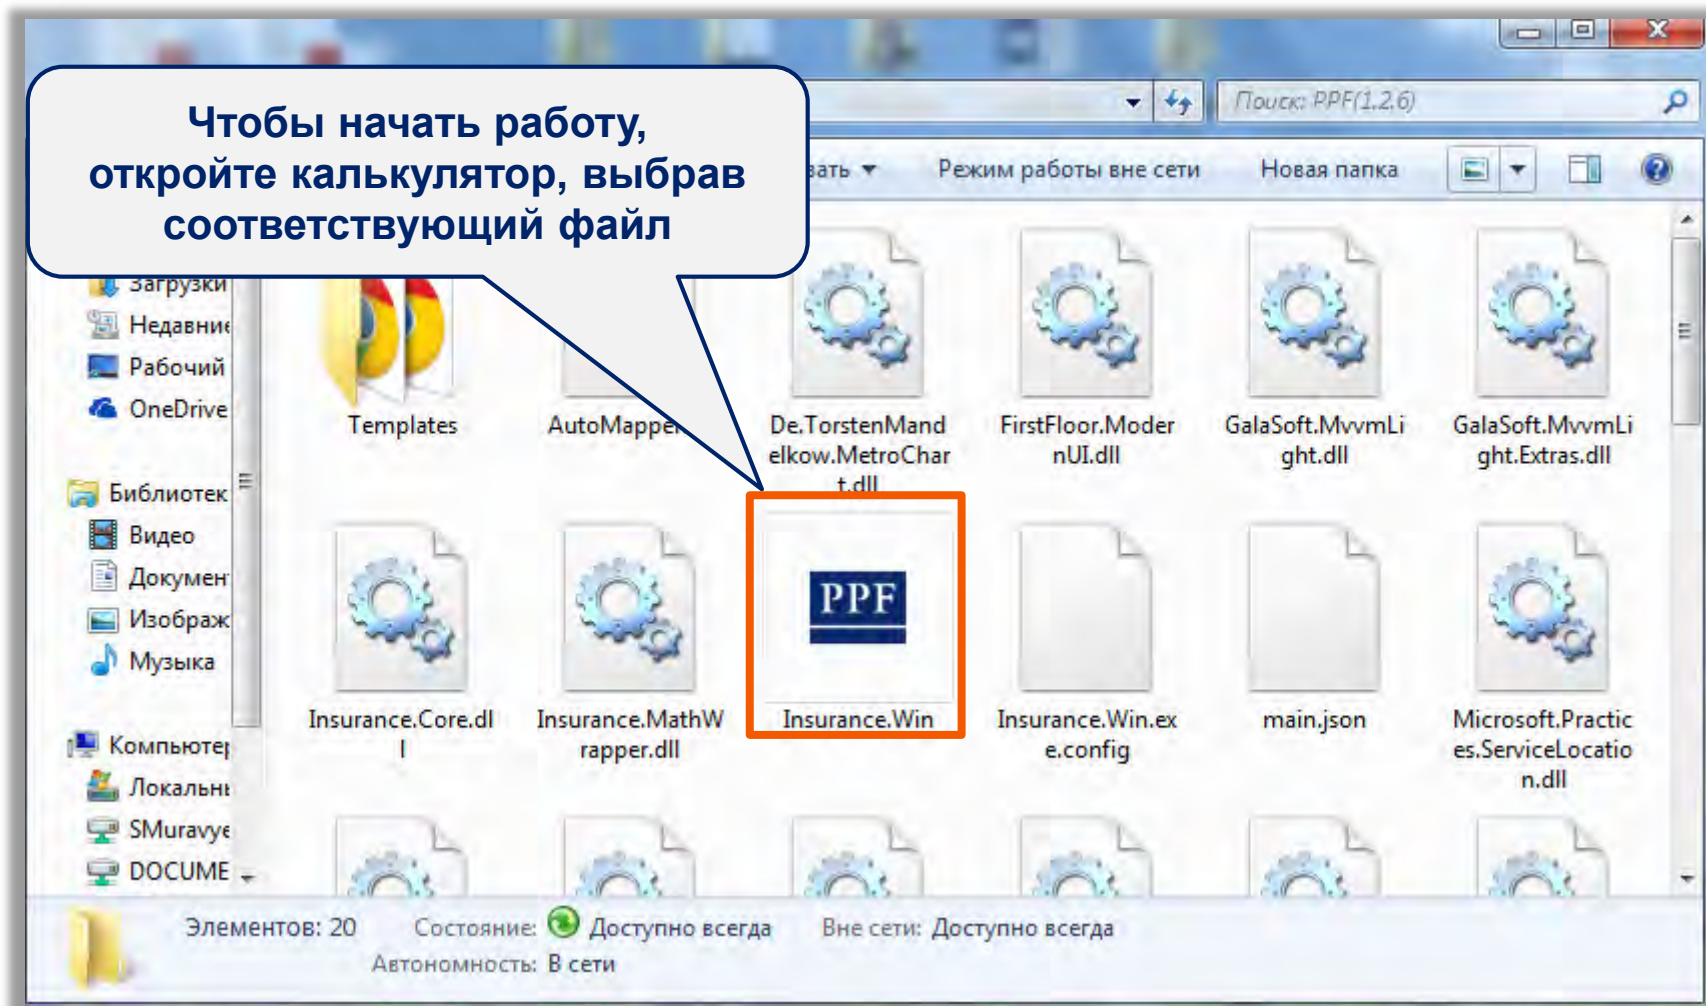 Чтобы начать работу,
откройте калькулятор, выбрав
соответствующий файл
Поиск: PPF(1.2.6)
Режим работы вне сети
Новая папка
Загрузки
Недавние
Рабочий
OneDrive
Библиотек
Видео
Докумен
Изображ
Музыка
Компьютер
Локальн
SMuravye
DOCUME
Templates
AutoMapper
De.TorstenMand
elkow.MetroChar
t.dll
FirstFloor.Moder
nUI.dll
GalaSoft.MvvmLi
ght.dll
GalaSoft.MvvmLi
ght.Extras.dll
Insurance.Core.dl
l
Insurance.MathW
rapper.dll
PPF
Insurance.Win
Insurance.Win.ex
e.config
main.json
Microsoft.Practic
es.ServiceLocatio
n.dll
Элементов: 20
Состояние: Доступно всегда
Вне сети: Доступно всегда
Автономность: В сети